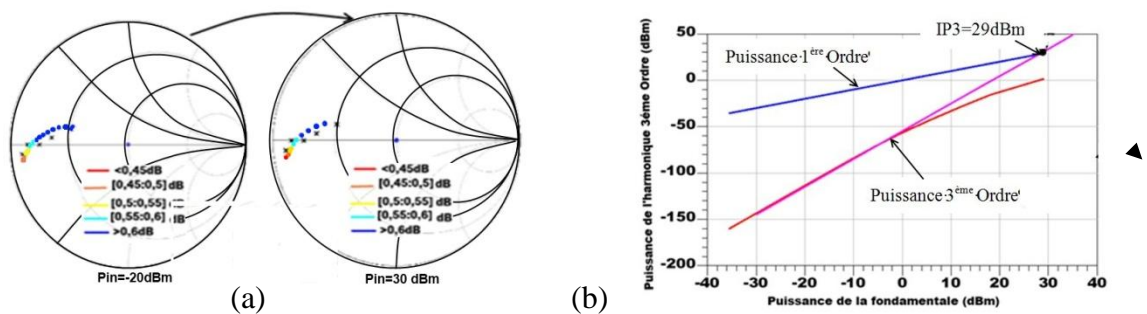 <0,45dB
[0,45:0,5] dB
[0,5:0,55] dB
[0,55:0,6] dB
>0,6dB
Pin=-20dBm
<0,45dB
[0,45:0,5] dB
[0,5:0,55] dB
[0,55:0,6] dB
>0,6dB
Pin=30 dBm
(a)
(b)
Puissance de l'harmonique 3éme Ordre (dBm)
50
0
-50
-100
-150
-200
IP3=29dBm
Puissance·1ère·Ordre
Puissance·3ème·Ordre
-40 -30 -20 -10 0 10 20 30 40
Puissance de la fondamentale (dBm)